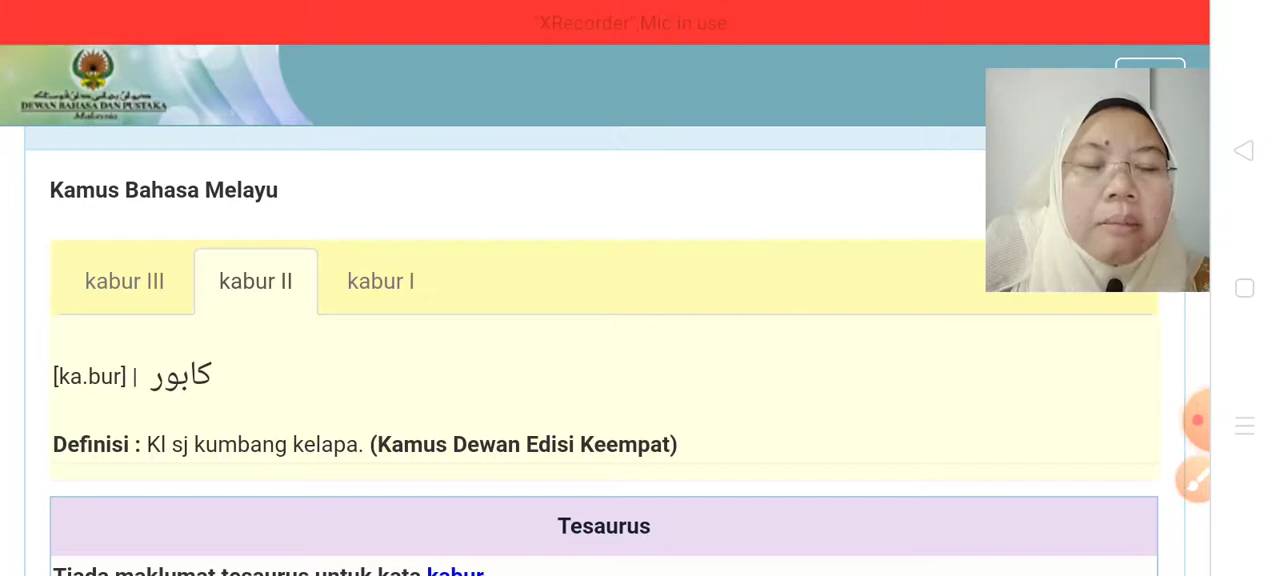 "XRecorder",Mic in use
DEWAN BAHASA DAN PUSTAKA
Malaysia
Kamus Bahasa Melayu
kabur III
kabur II
kabur I
[ka.bur] | كابور
Definisi : Kl sj kumbang kelapa. (Kamus Dewan Edisi Keempat)
Tesaurus
Tiada maklumat tesaurus untuk kata kabur